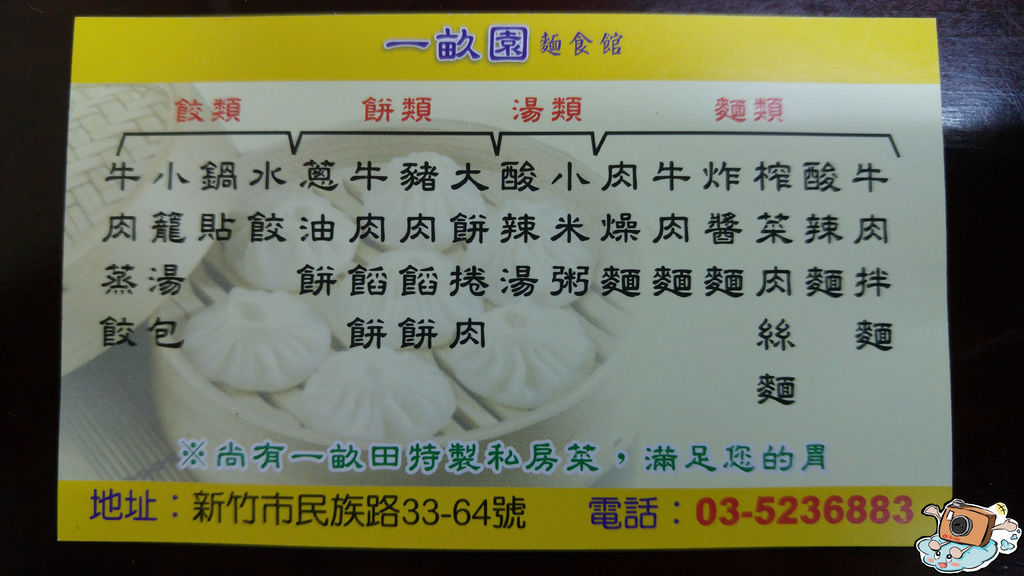 一畝園 麵食館
餃類 餅類 湯類 麵類
牛肉拌麵
酸辣麵
榨菜肉絲麵
炸醬麵
牛肉麵
肉燥麵
小米粥
酸辣湯
大餅捲肉
豬肉餡餅
牛肉餡餅
蔥油餅
水餃
鍋貼
小籠湯包
牛肉蒸餃
※尚有一畝田特製私房菜，滿足您的胃
地址：新竹市民族路33-64號 電話：03-5236883